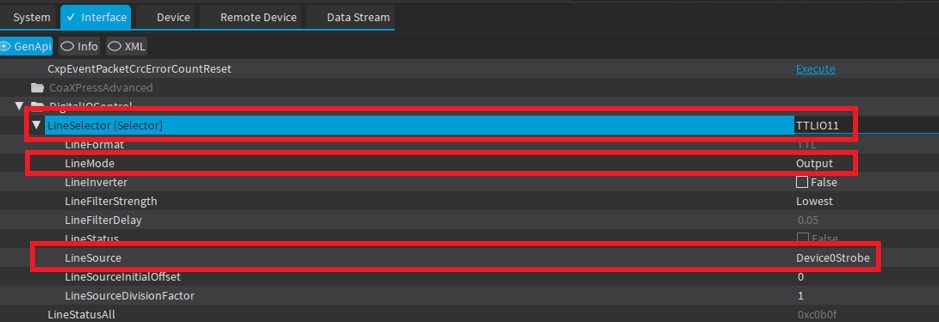 System Interface Device Remote Device Data Stream
GenApi Info XML
CxpEventPacketCrcErrorCountReset Execute
CoaXPressAdvanced
DigitalIOControl
LineSelector [Selector] TTLIO11
LineFormat TTL
LineMode Output
LineInverter False
LineFilterStrength Lowest
LineFilterDelay 0.05
LineStatus False
LineSource Device0Strobe
LineSourceInitialOffset 0
LineSourceDivisionFactor 1
LineStatusAll 0xc0b0f